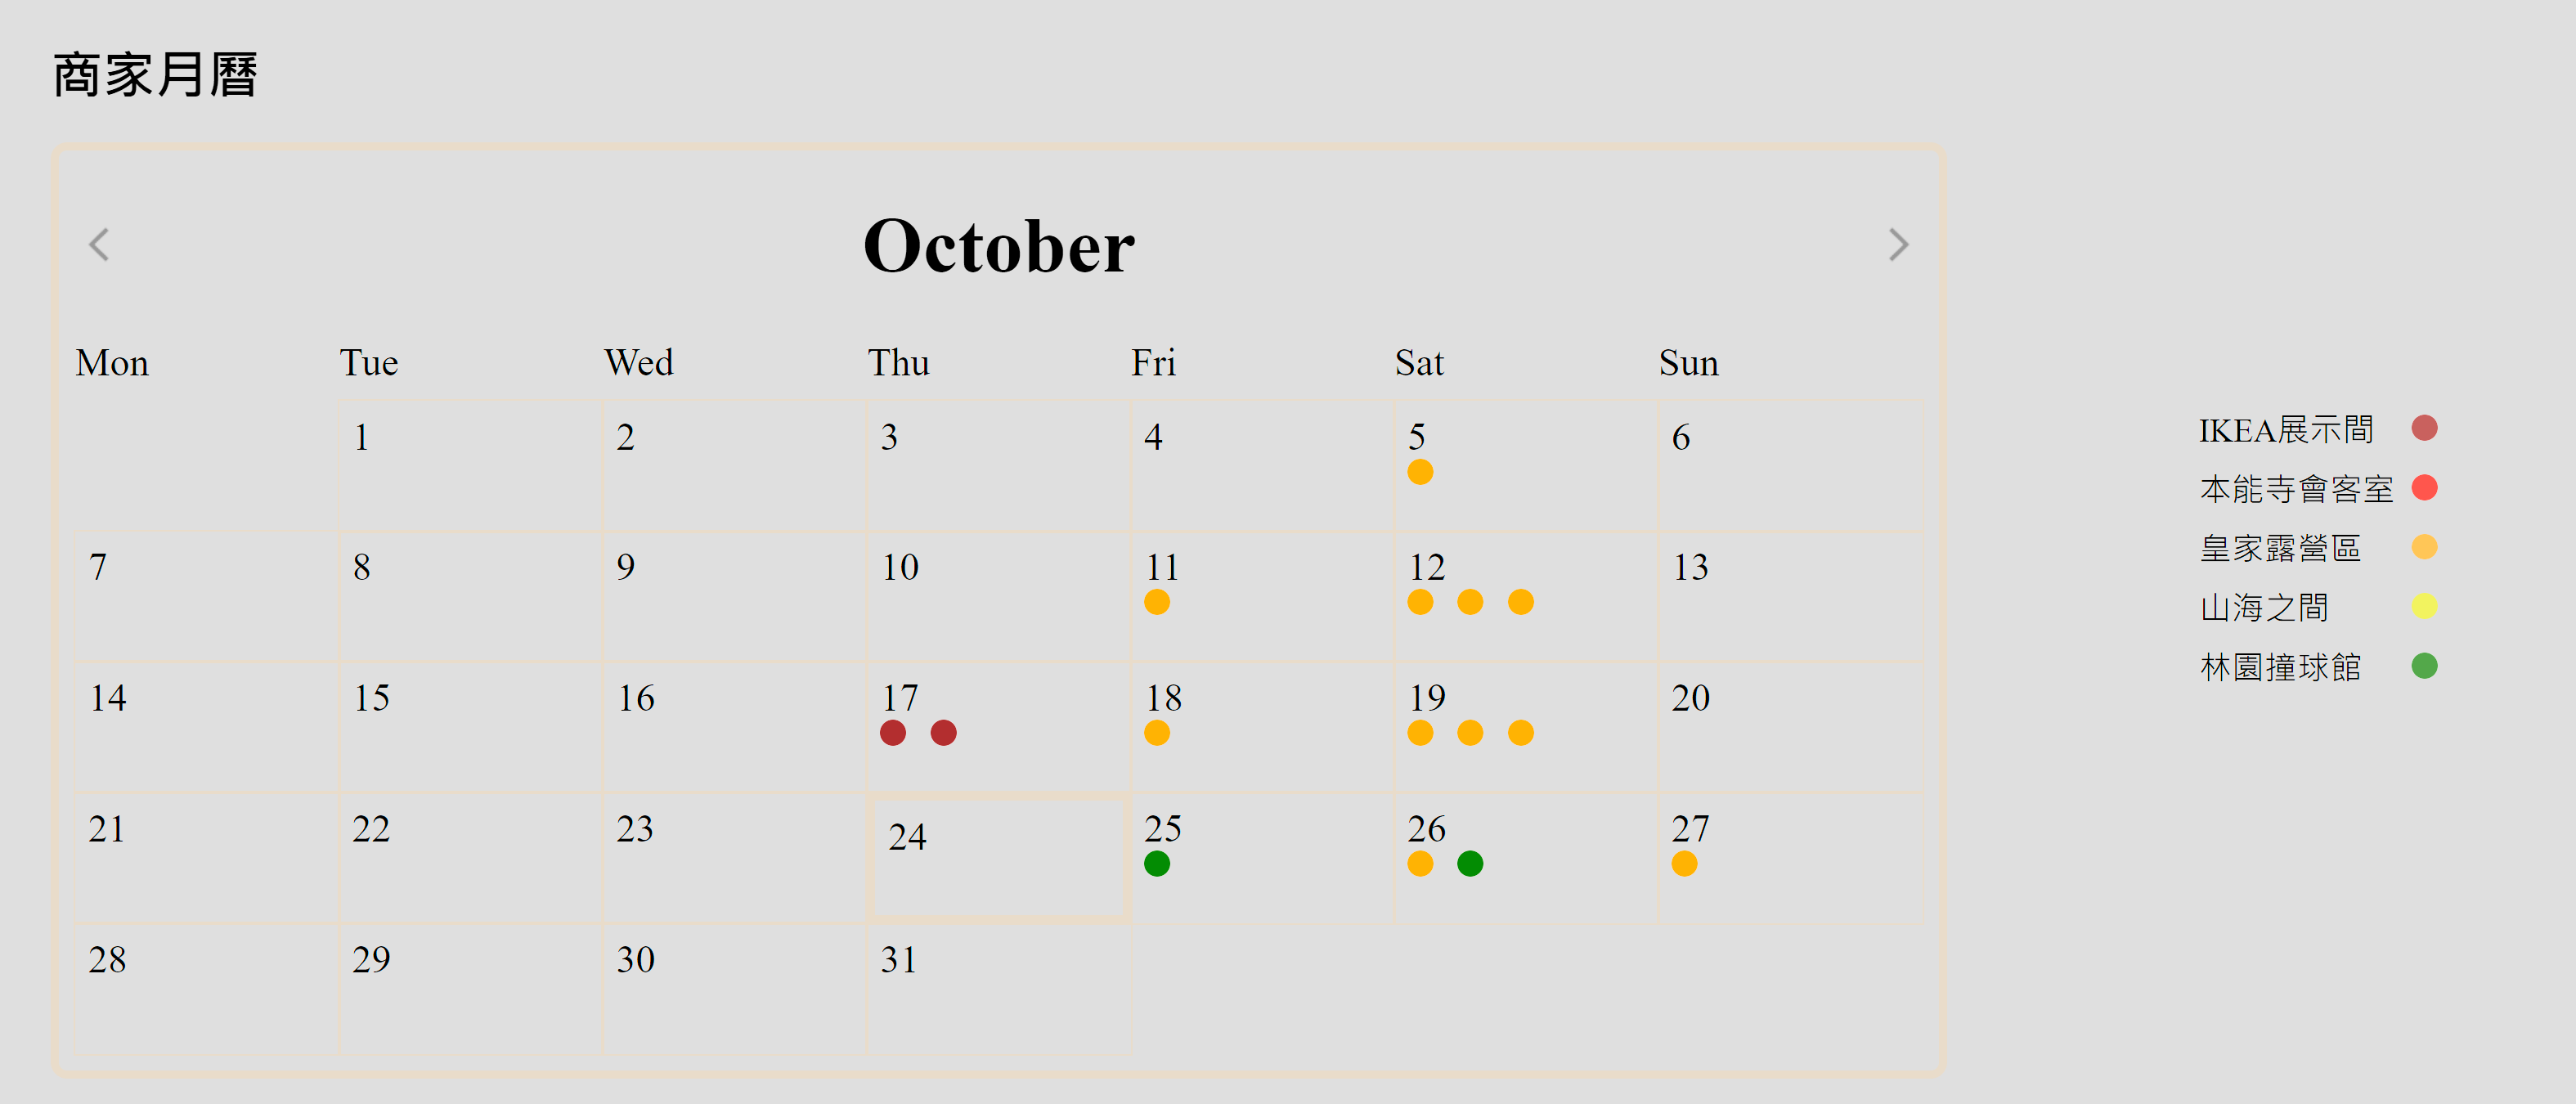 商家月曆
October
Mon Tue Wed Thu Fri Sat Sun
1 2 3 4 5 6
7 8 9 10 11 12 13
14 15 16 17 18 19 20
21 22 23 24 25 26 27
28 29 30 31
IKEA展示間
本能寺會客室
皇家露營區
山海之間
林園撞球館